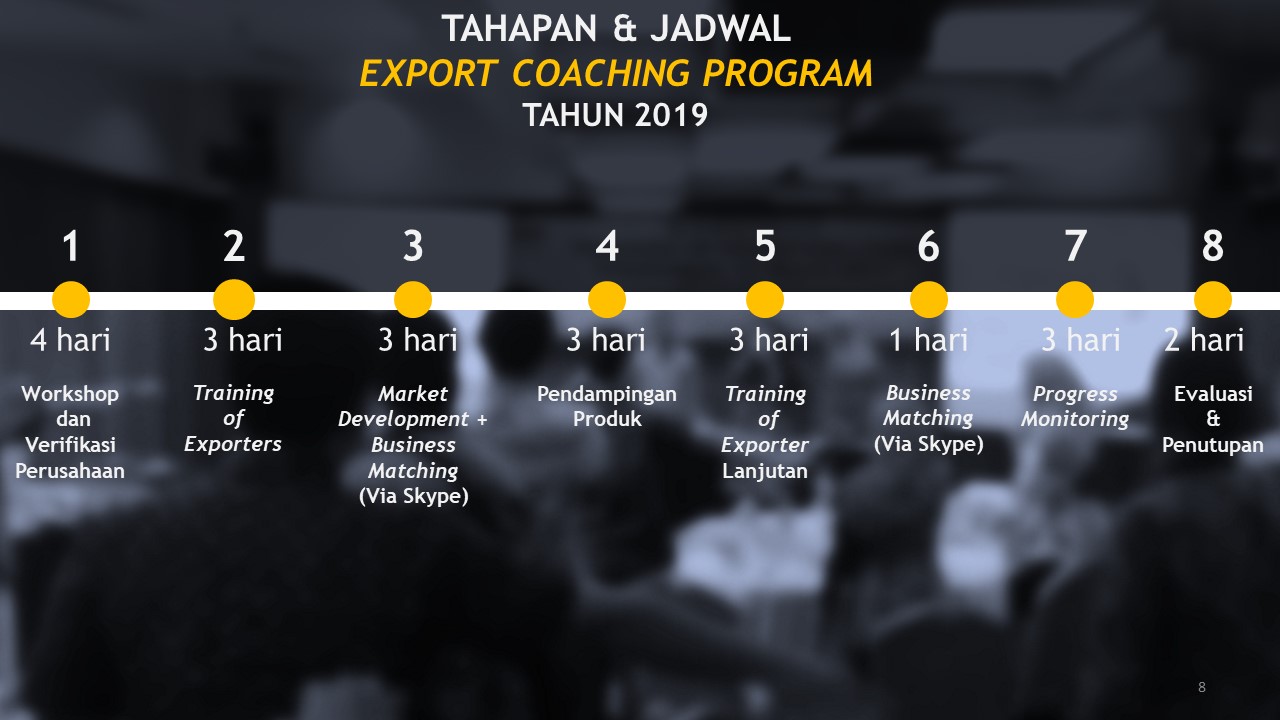 TAHAPAN & JADWAL
EXPORT COACHING PROGRAM
TAHUN 2019
1
4 hari
Workshop
dan
Verifikasi
Perusahaan
2
3 hari
Training
of
Exporters
3
3 hari
Market
Development +
Business
Matching
(Via Skype)
4
3 hari
Pendampingan
Produk
5
3 hari
Training
of
Exporter
Lanjutan
6
1 hari
Business
Matching
(Via Skype)
7
3 hari
Progress
Monitoring
8
2 hari
Evaluasi
&
Penutupan
8